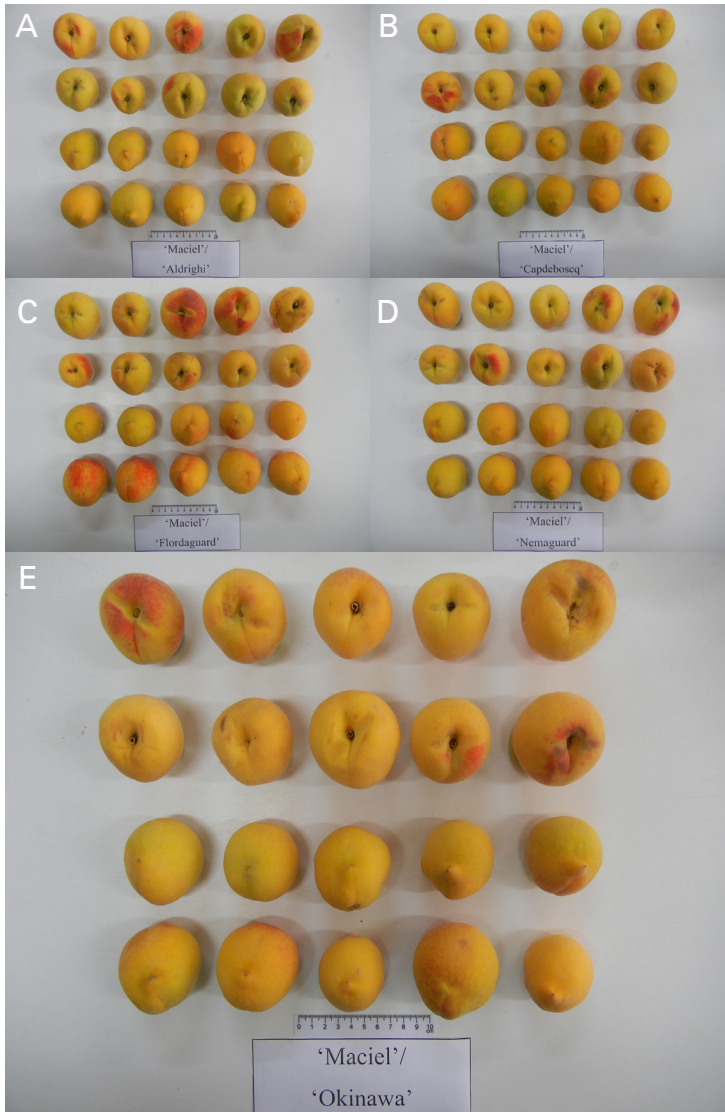 A
B
'Maciel'/
'Aldrighi'
'Maciel'/
'Capdeboscq'
C
D
'Maciel'/
'Flordaguard'
'Maciel'/
'Nemaguard'
E
0 1 2 3 4 5 6 7 8 9 10
cm
'Maciel'/
'Okinawa'